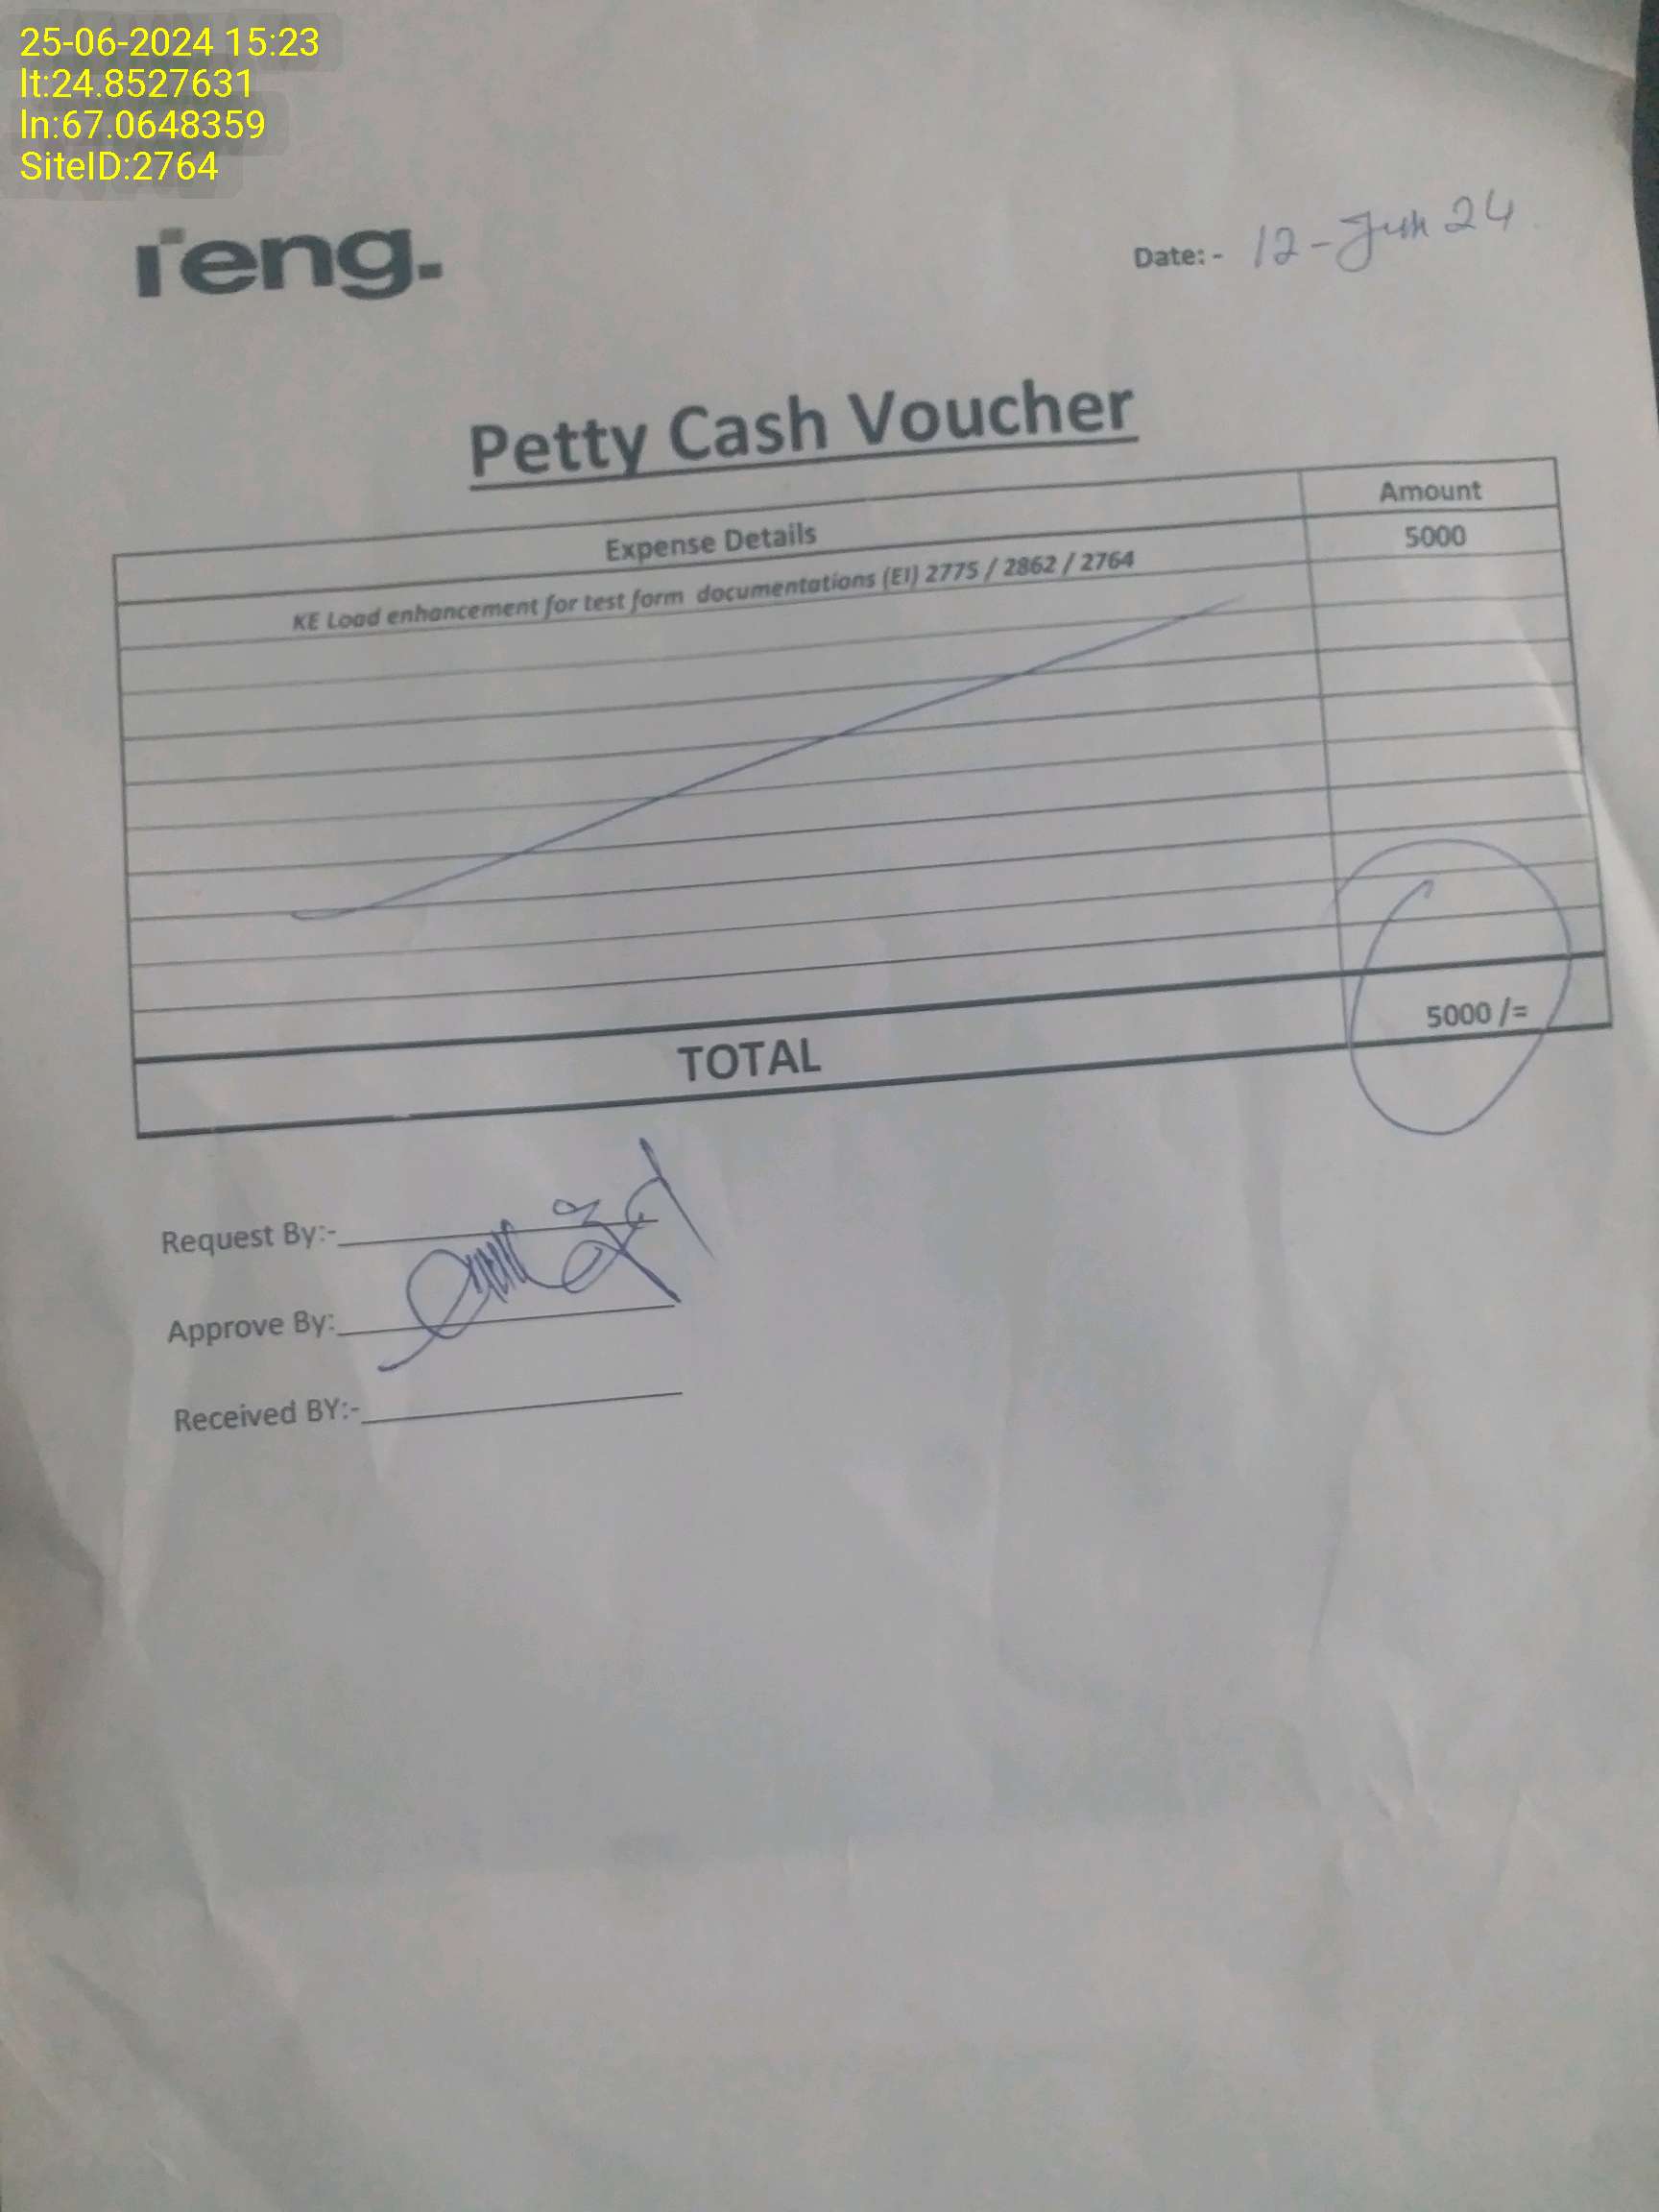 25-06-2024 15:23
lt:24.8527631
ln:67.0648359
SiteID:2764
reng.
Date: - 12-Jun 24
Petty Cash Voucher
Expense Details Amount
KE Load enhancement for test form documentations (EI) 2775 / 2862 / 2764 5000
TOTAL 5000 /=
Request By:-
Approve By:
Received BY:-